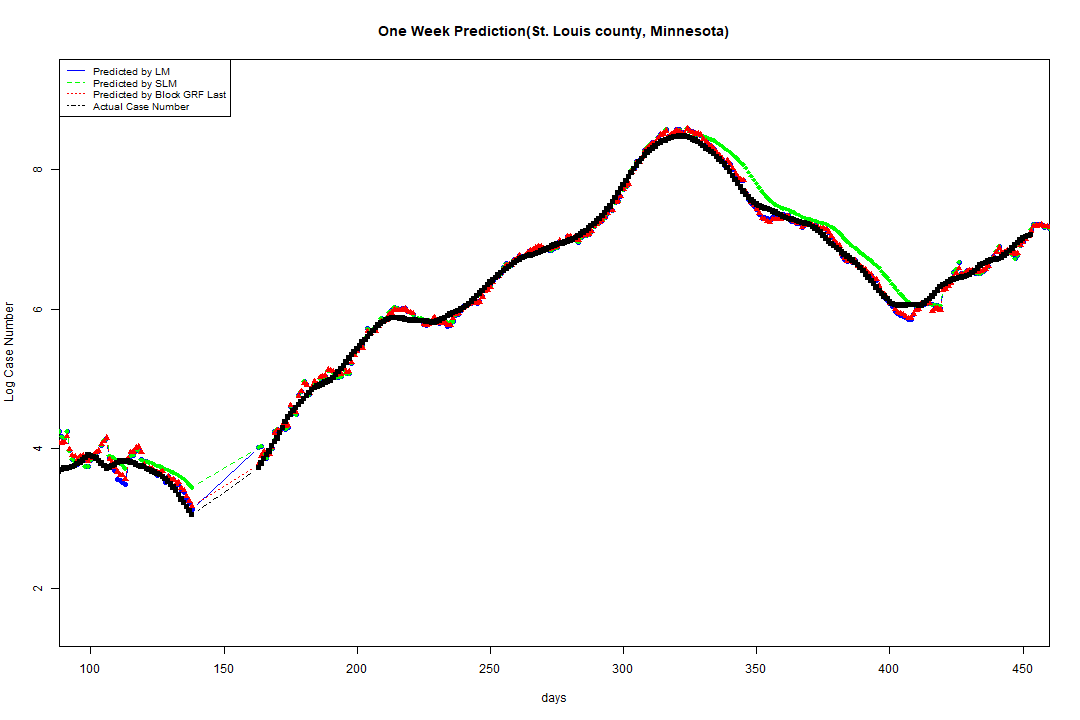 One Week Prediction(St. Louis county, Minnesota)
Predicted by LM
Predicted by SLM
Predicted by Block GRF Last
Actual Case Number
Log Case Number
8
6
4
2
100 150 200 250 300 350 400 450
days